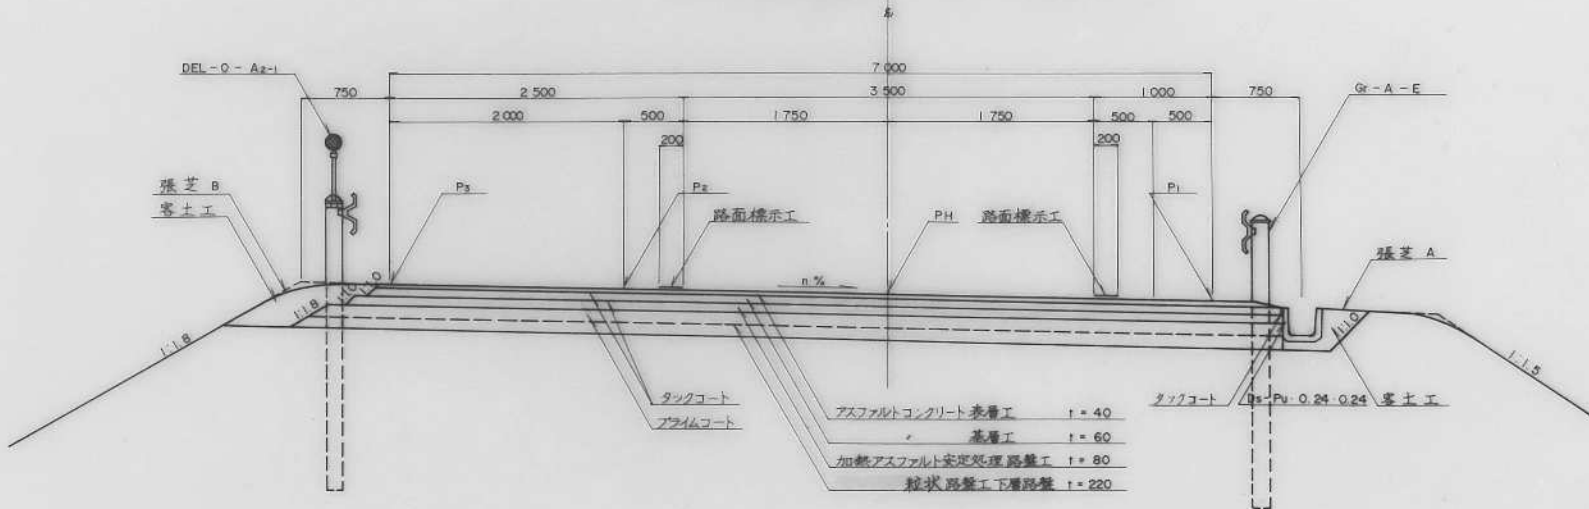 7 000
DEL-O-A2-1
750
2 500
3 500
1 000
750
Gr-A-E
2 000
500
1 750
1 750
500
500
200
200
張芝 B
客土工
P3
P2
路面標示工
PH
路面標示工
P1
張芝 A
n %
1:1.0
1:1.0
1:1.8
1:1.8
1:1.0
1:1.5
タックコート
プライムコート
アスファルトコンクリート表層工 t=40
〃 基層工 t=60
加熱アスファルト安定処理路盤工 t=80
粒状路盤工下層路盤 t=220
タックコート
Ds-Pu-0.24-0.24
客土工